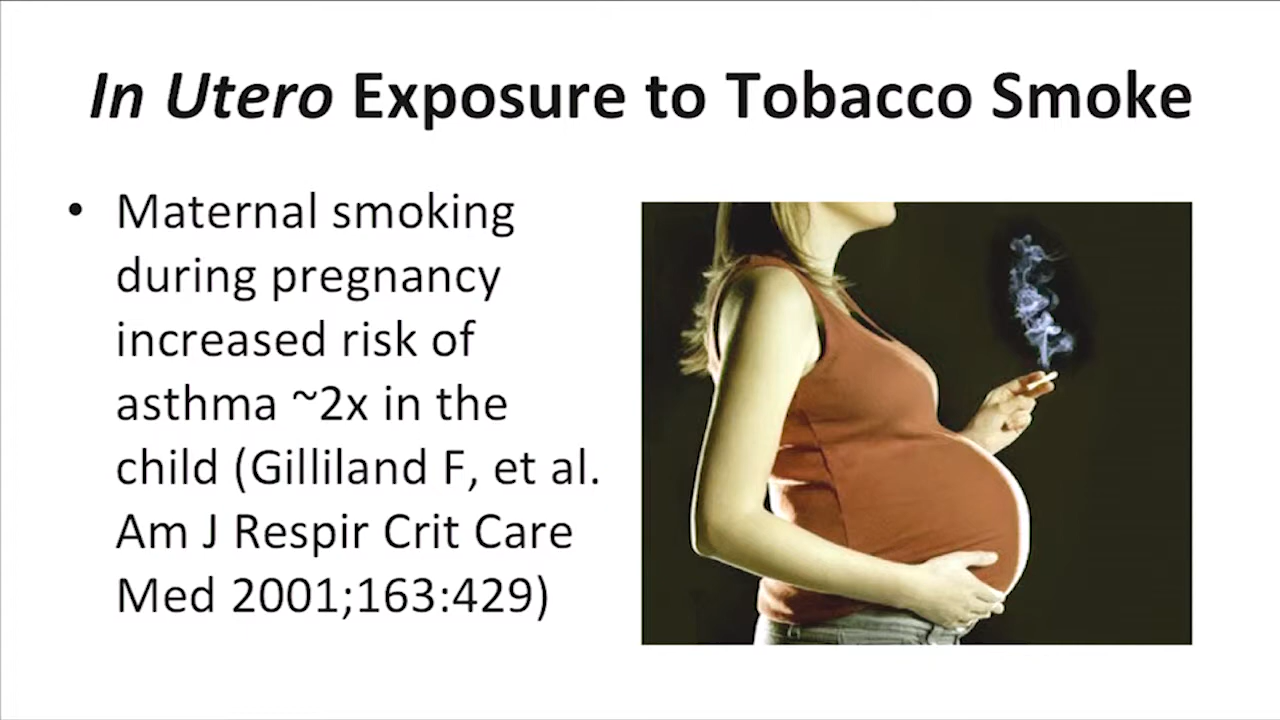 In Utero Exposure to Tobacco Smoke
• Maternal smoking
during pregnancy
increased risk of
asthma ~2x in the
child (Gilliland F, et al.
Am J Respir Crit Care
Med 2001;163:429)